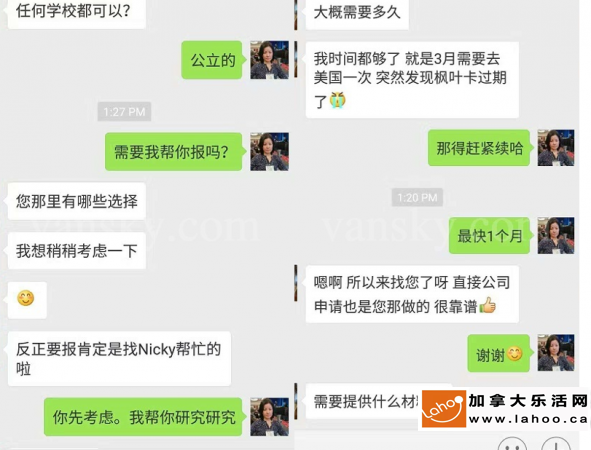 任何学校都可以？
公立的
1:27 PM
需要我帮你报吗？
您那里有哪些选择
我想稍稍考虑一下
反正要报肯定是找Nicky帮忙的
啦
你先考虑。我帮你研究研究
大概需要多久
我时间都够了 就是3月需要去
美国一次 突然发现枫叶卡过期
了
那得赶紧续哈
1:20 PM
最快1个月
嗯啊 所以来找您了呀 直接公司
申请也是您那做的 很靠谱
谢谢
需要提供什么材
vansky.com
vansky.com
Lahoo
加拿大乐活网
www.lahoo.ca